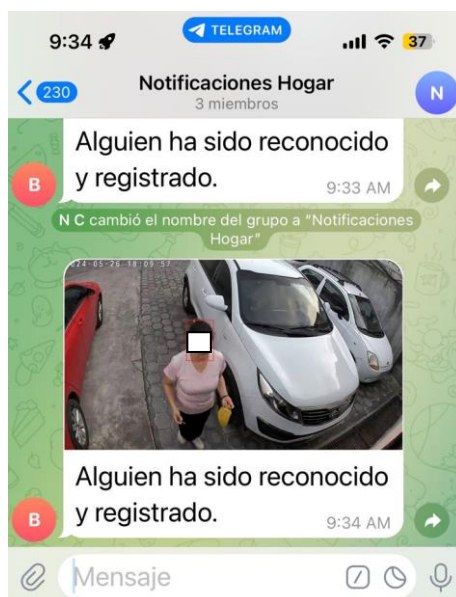 9:34
TELEGRAM
37
230
Notificaciones Hogar
3 miembros
N
Alguien ha sido reconocido
y registrado.
9:33 AM
B
N C cambió el nombre del grupo a "Notificaciones
Hogar"
2024-05-26 18:09:57
Alguien ha sido reconocido
y registrado.
9:34 AM
B
Mensaje